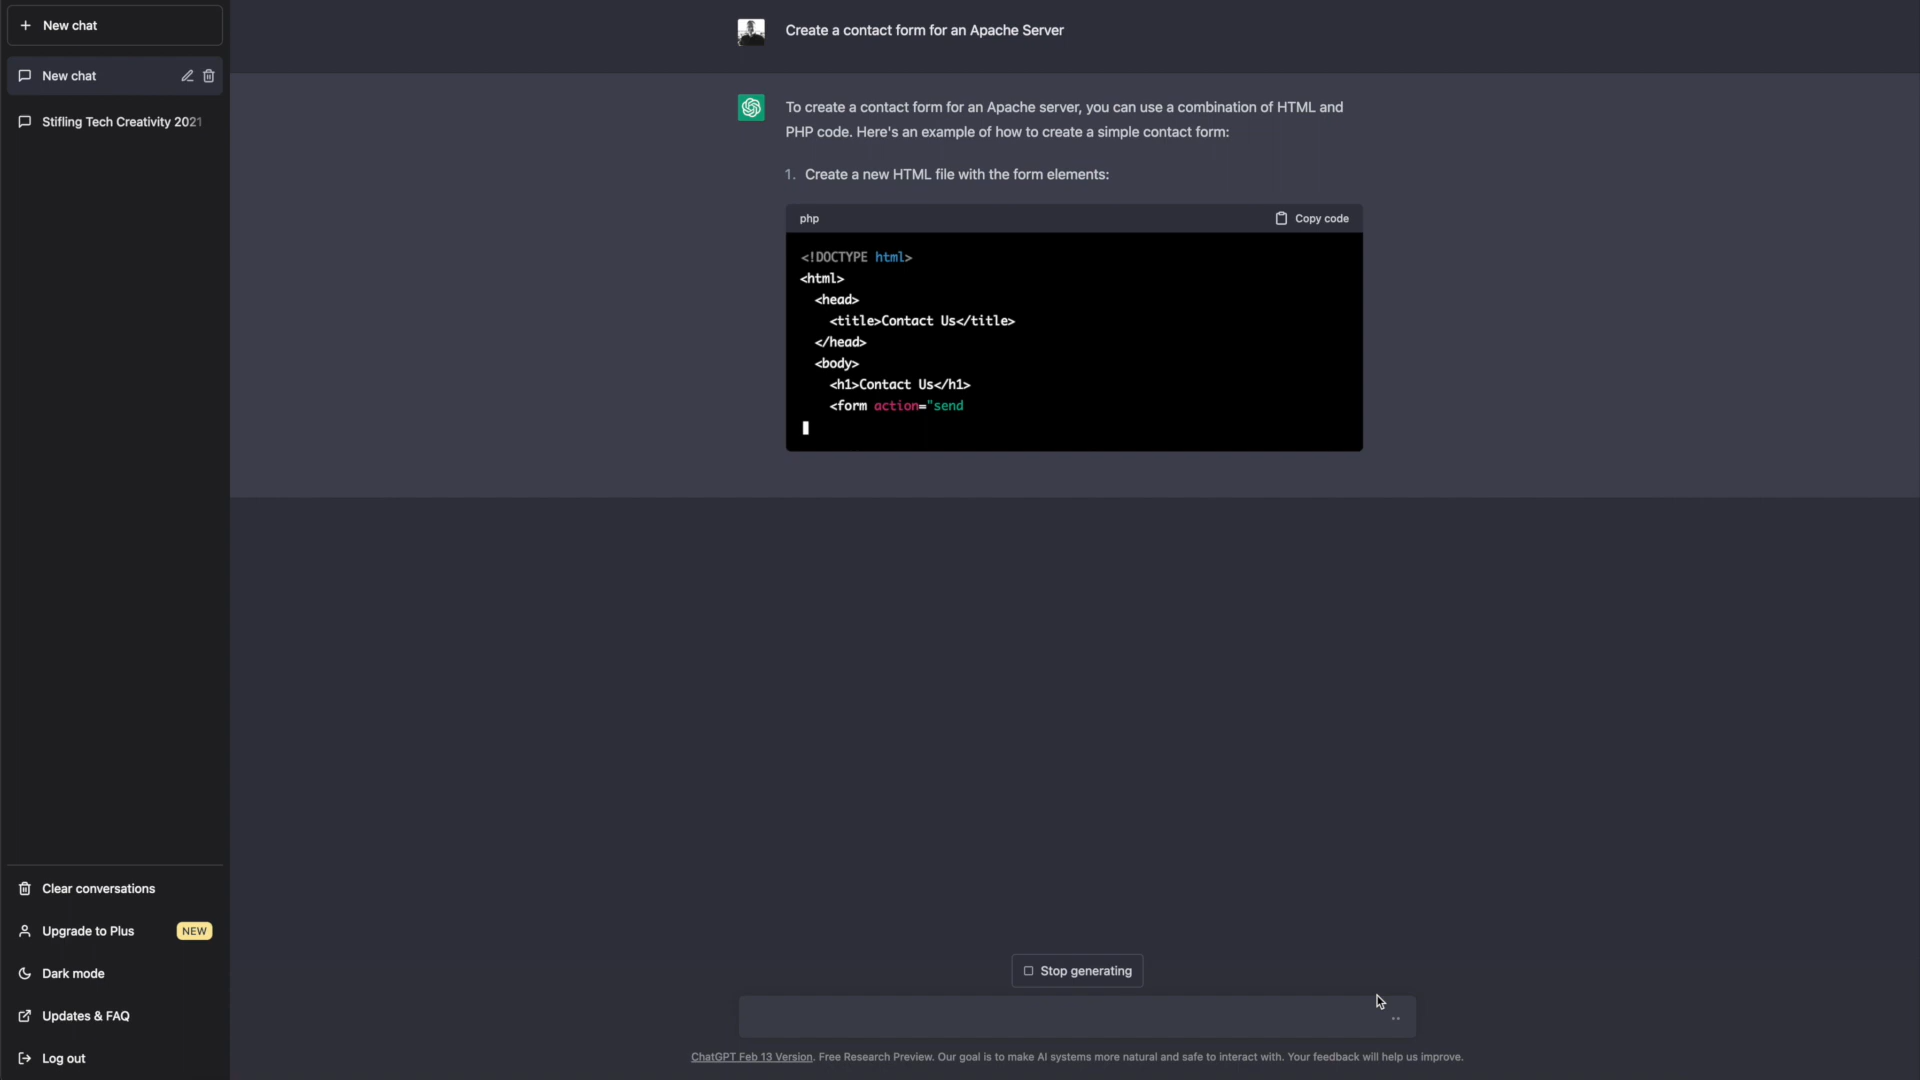 New chat
New chat
Stifling Tech Creativity 2021
Clear conversations
Upgrade to Plus NEW
Dark mode
Updates & FAQ
Log out
Create a contact form for an Apache Server
To create a contact form for an Apache server, you can use a combination of HTML and
PHP code. Here's an example of how to create a simple contact form:
1. Create a new HTML file with the form elements:
php Copy code
<!DOCTYPE html>
<html>
<head>
<title>Contact Us</title>
</head>
<body>
<h1>Contact Us</h1>
<form action="send
Stop generating
ChatGPT Feb 13 Version. Free Research Preview. Our goal is to make AI systems more natural and safe to interact with. Your feedback will help us improve.